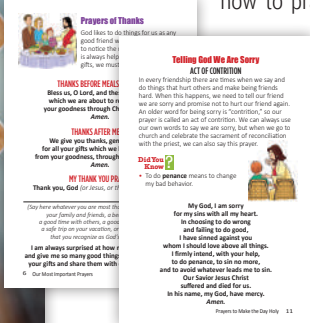 how to pr
Prayers of Thanks
God likes to do things for us as any
good friend w
to notice the
is always help
gifts, we must
THANKS BEFORE MEALS
Bless us, O Lord, and the
which we are about to r
your goodness through Ch
Amen.
THANKS AFTER ME
We give you thanks, gen
for all your gifts which we
from your goodness, through
Amen.
MY THANK YOU PRA
Thank you, God (or Jesus, or th
[Say here whatever you are most tha
your family and friends, a be
a good time with others, a good
a safe trip on your vacation, or
that you recognize as God's
I am always surprised at how
and give me so many good things
your gifts and share them with
6 Our Most Important Prayers
Telling God We Are Sorry
ACT OF CONTRITION
In every friendship there are times when we say and
do things that hurt others and make being friends
hard. When this happens, we need to tell our friend
we are sorry and promise not to hurt our friend again.
An older word for being sorry is "contrition," so our
prayer is called an act of contrition. We can always use
our own words to say we are sorry, but when we go to
church and celebrate the sacrament of reconciliation
with the priest, we can also say this prayer.
Did You
Know?
• To do penance means to change
my bad behavior.
My God, I am sorry
for my sins with all my heart.
In choosing to do wrong
and failing to do good,
I have sinned against you
whom I should love above all things.
I firmly intend, with your help,
to do penance, to sin no more,
and to avoid whatever leads me to sin.
Our Savior Jesus Christ
suffered and died for us.
In his name, my God, have mercy.
Amen.
Prayers to Make the Day Holy 11